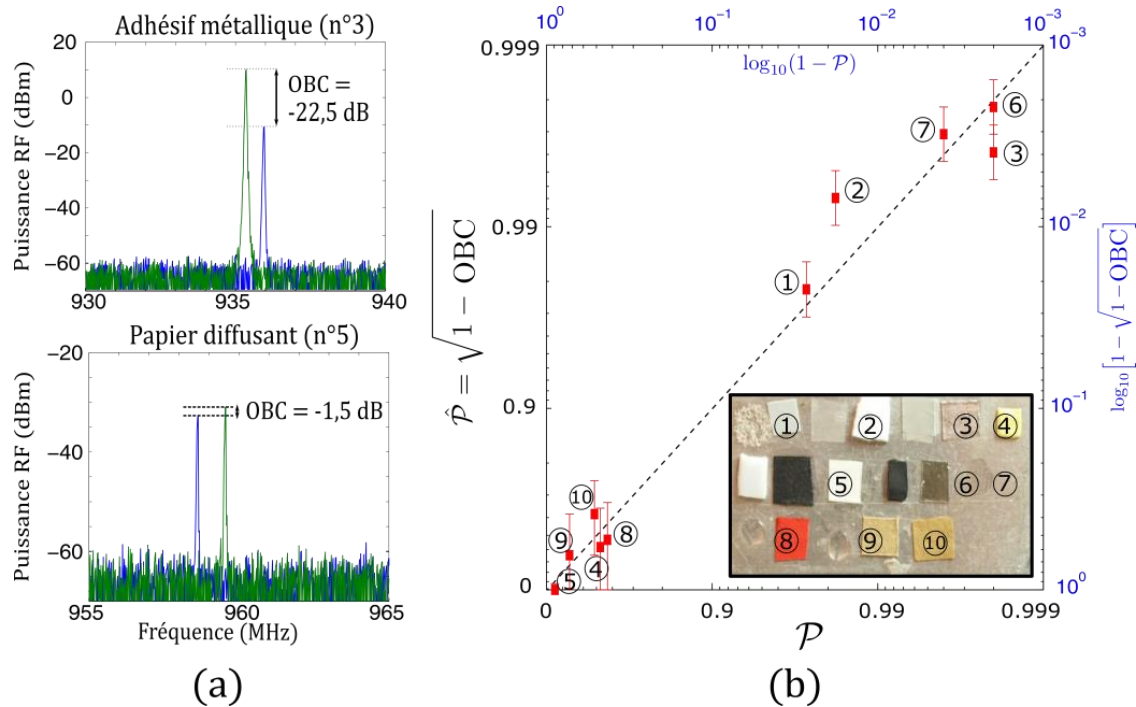 Adhésif métallique (n°3)
20
0
−20
−40
−60
Puissance RF (dBm)
OBC =
-22,5 dB
930
935
940
Papier diffusant (n°5)
−20
−40
−60
Puissance RF (dBm)
OBC = -1,5 dB
955
960
965
Fréquence (MHz)
(a)
10⁰
10⁻¹
10⁻²
10⁻³
log₁₀(1 − 𝒫)
0.999
0.99
0.9
0
𝒫̂ = √1 − OBC
10⁻²
10⁻¹
10⁰
log₁₀[1 − √1−OBC]
⑥
⑦
③
②
①
⑩
⑧
⑨
⑤
④
① ② ③ ④
⑤ ⑥ ⑦
⑧ ⑨ ⑩
0
0.9
0.99
0.999
𝒫
(b)